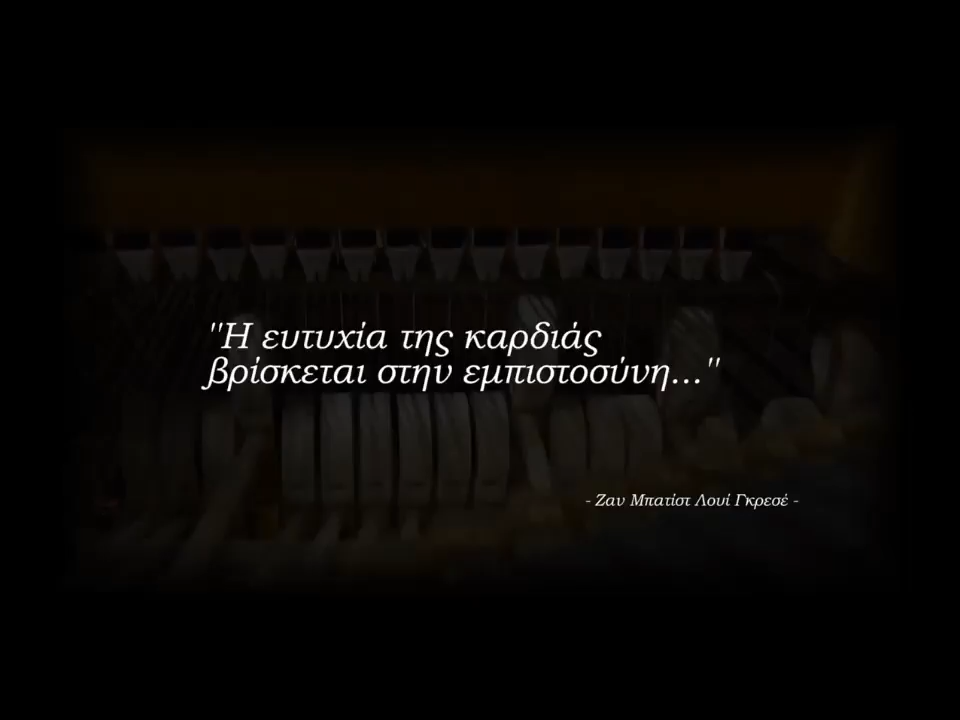 "Η ευτυχία της καρδιάς
βρίσκεται στην εμπιστοσύνη..."
- Ζαν Μπατίστ Λουί Γκρεσέ -